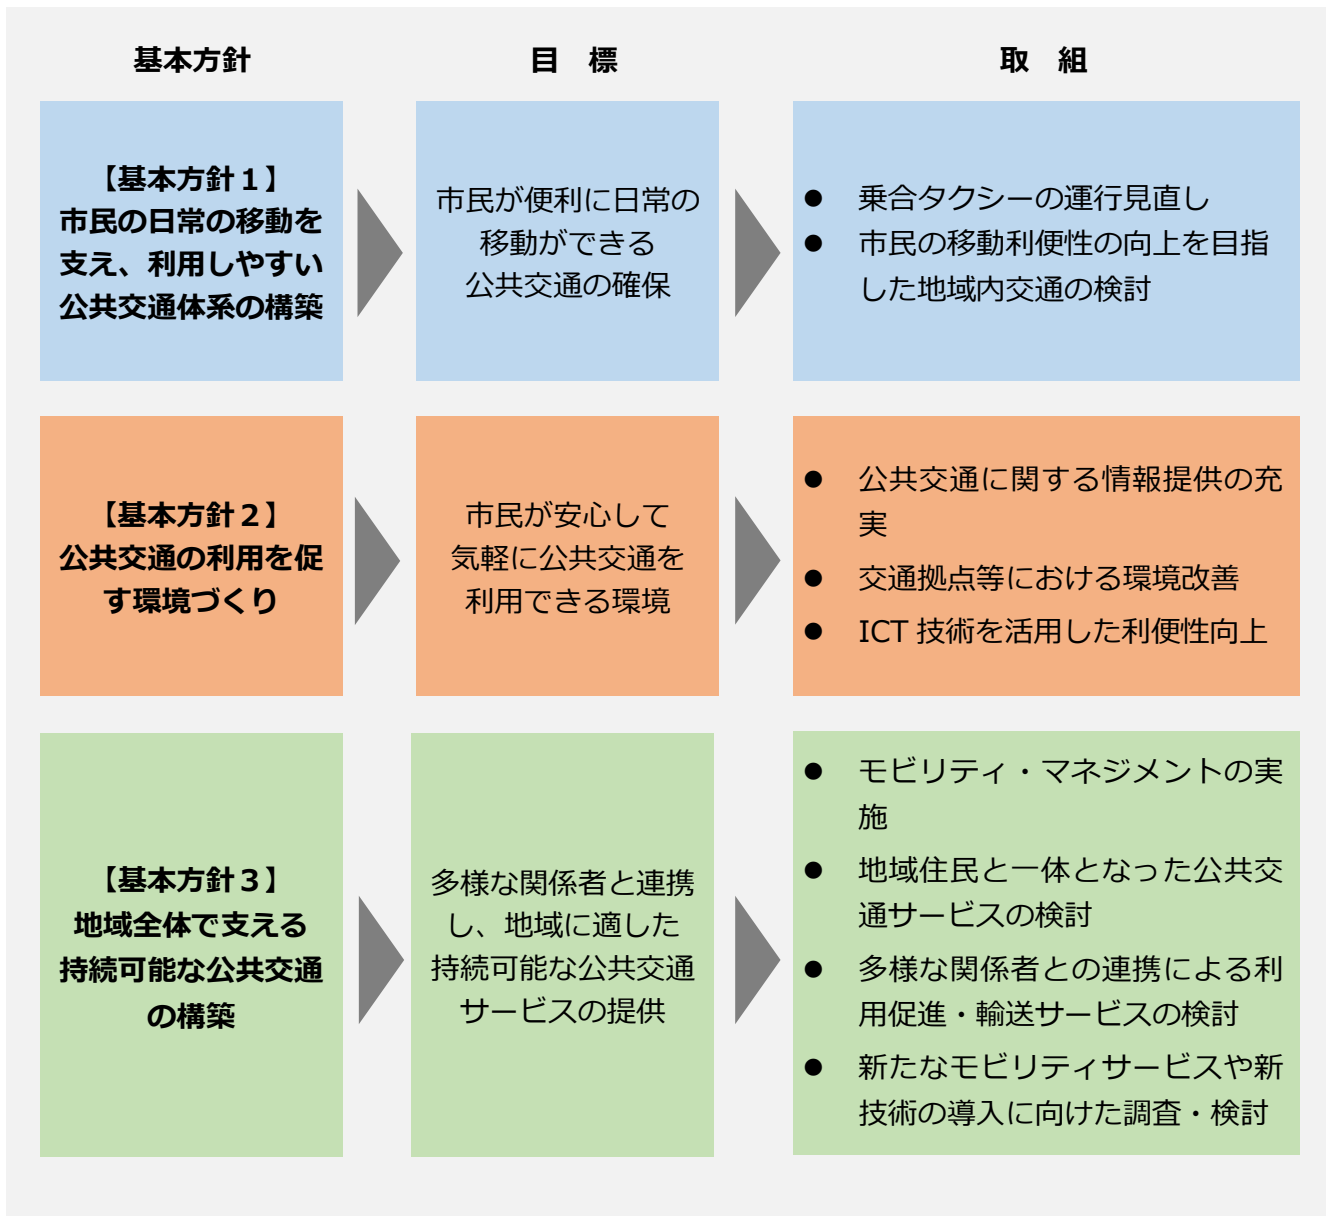 基本方針
目　標
取　組
【基本方針１】
市民の日常の移動を
支え、利用しやすい
公共交通体系の構築
市民が便利に日常の
移動ができる
公共交通の確保
● 乗合タクシーの運行見直し
● 市民の移動利便性の向上を目指
した地域内交通の検討
【基本方針２】
公共交通の利用を促
す環境づくり
市民が安心して
気軽に公共交通を
利用できる環境
● 公共交通に関する情報提供の充
実
● 交通拠点等における環境改善
● ICT 技術を活用した利便性向上
【基本方針３】
地域全体で支える
持続可能な公共交通
の構築
多様な関係者と連携
し、地域に適した
持続可能な公共交通
サービスの提供
● モビリティ・マネジメントの実
施
● 地域住民と一体となった公共交
通サービスの検討
● 多様な関係者との連携による利
用促進・輸送サービスの検討
● 新たなモビリティサービスや新
技術の導入に向けた調査・検討